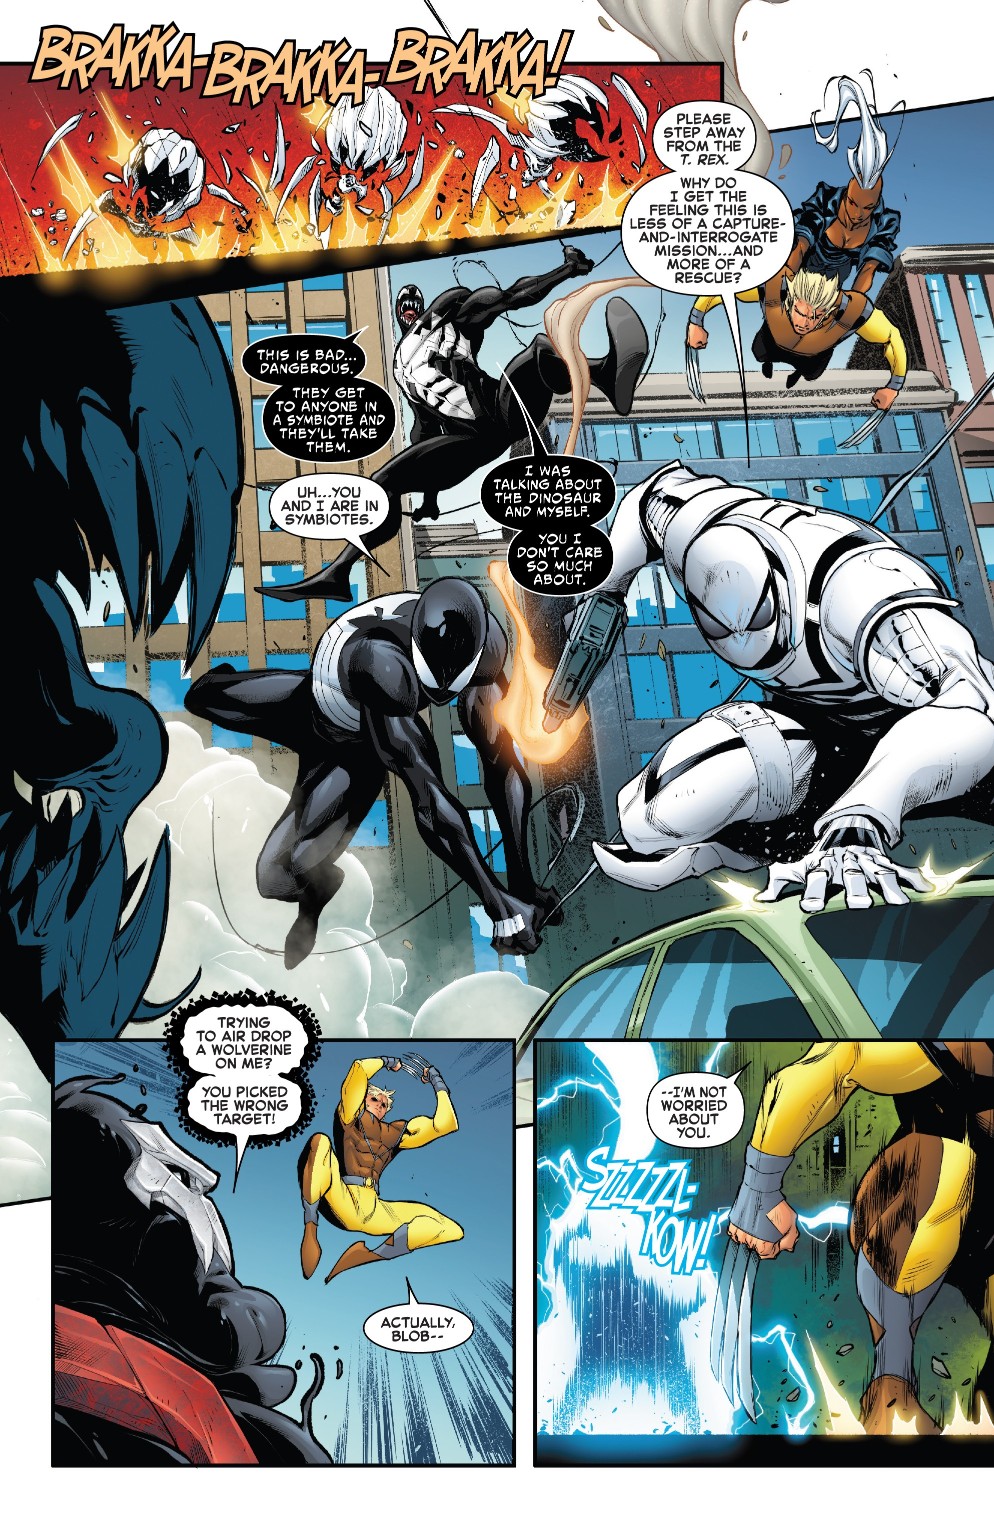 BRAKKA-BRAKKA-BRAKKA!
PLEASE
STEP AWAY
FROM THE
T. REX.
WHY DO
I GET THE
FEELING THIS IS
LESS OF A CAPTURE-
AND-INTERROGATE
MISSION...AND
MORE OF A
RESCUE?
THIS IS BAD...
DANGEROUS.
THEY GET
TO ANYONE IN
A SYMBIOTE AND
THEY'LL TAKE
THEM.
UH...YOU
AND I ARE IN
SYMBIOTES.
I WAS
TALKING ABOUT
THE DINOSAUR
AND MYSELF.
YOU I
DON'T CARE
SO MUCH
ABOUT.
TRYING
TO AIR DROP
A WOLVERINE
ON ME?
YOU PICKED
THE WRONG
TARGET!
ACTUALLY,
BLOB--
--I'M NOT
WORRIED
ABOUT
YOU.
SZZZZZ-
KOW!